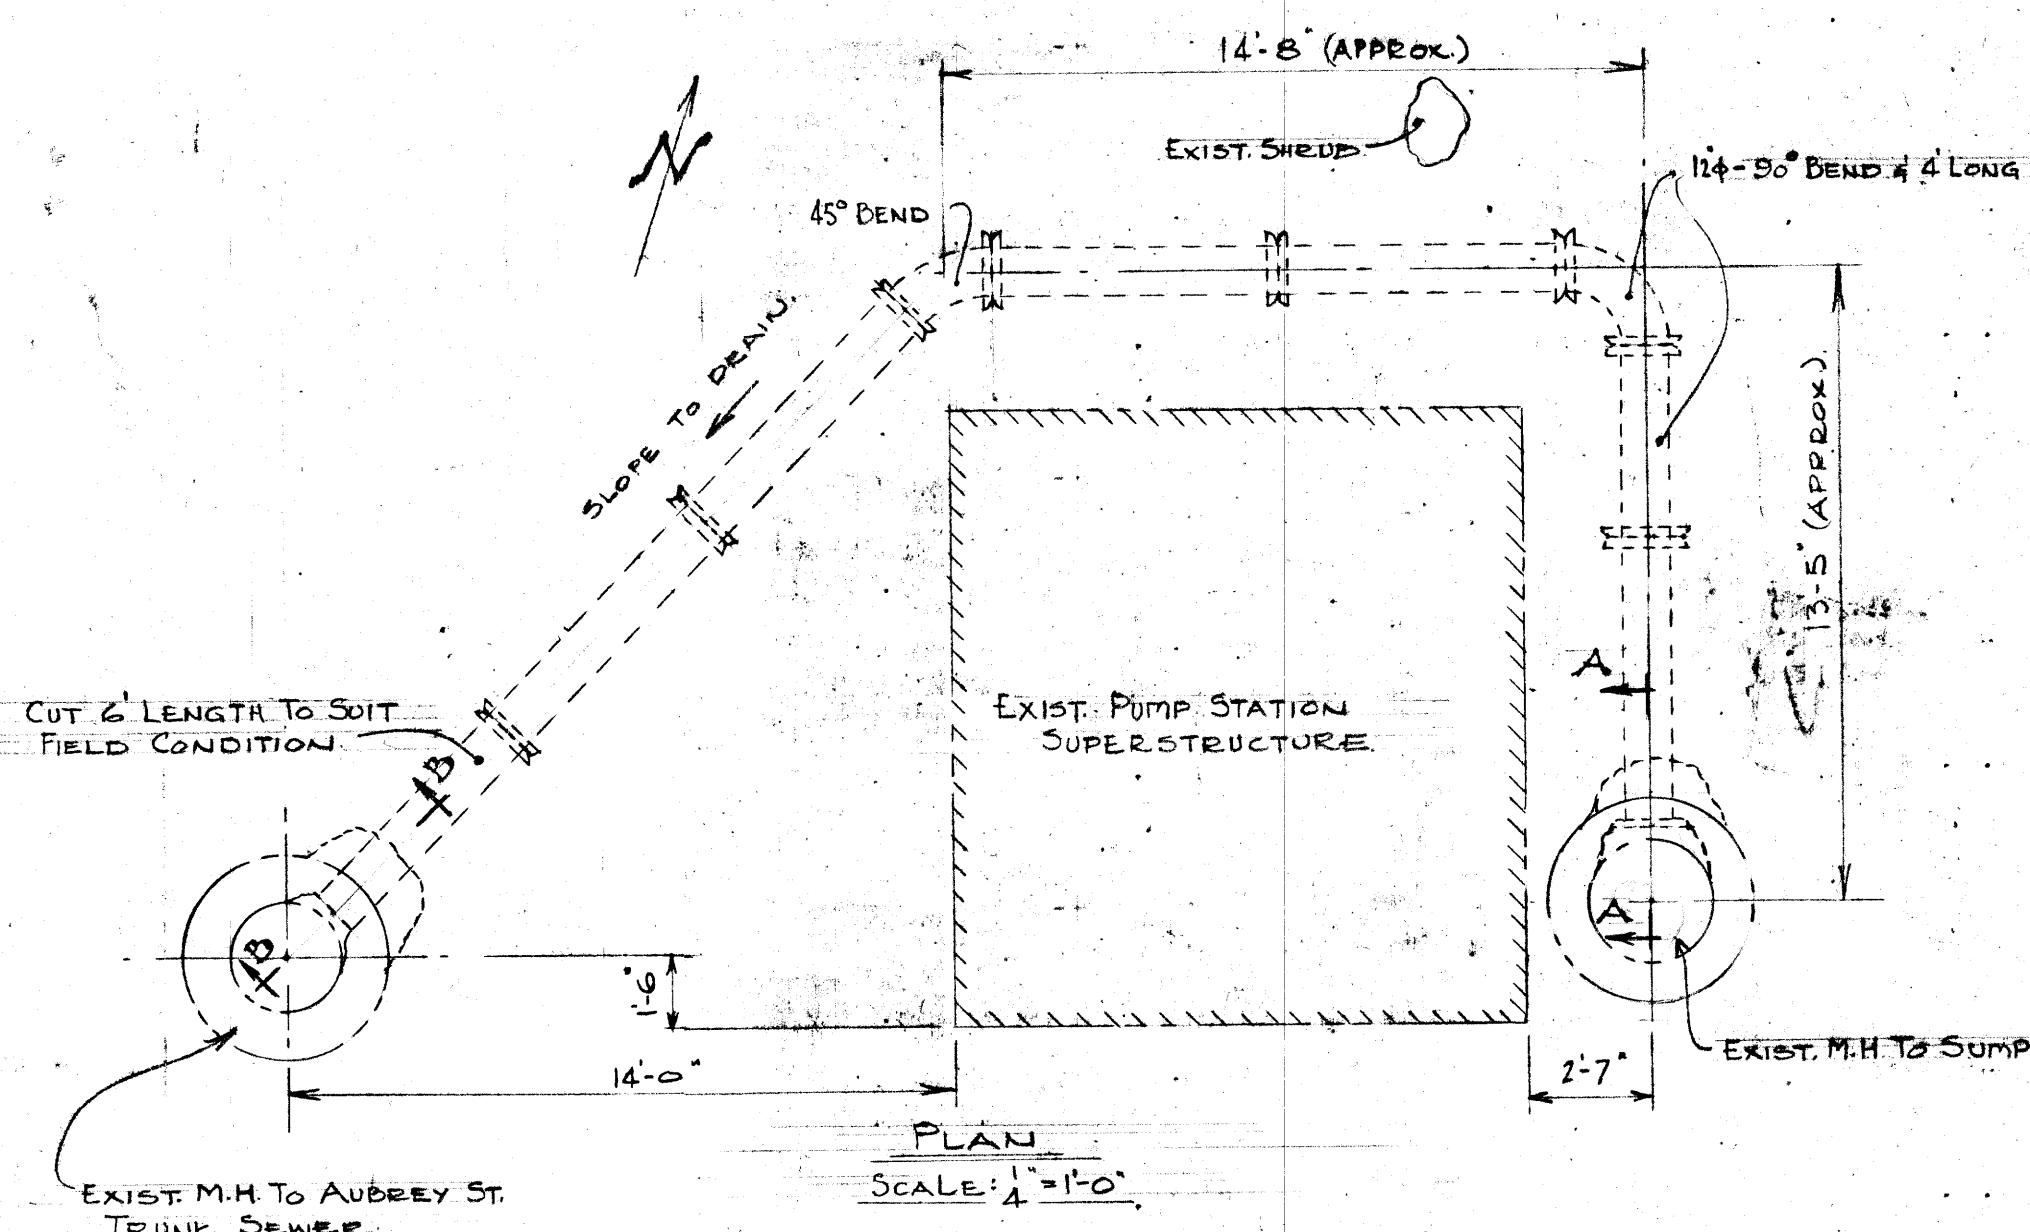 14'-8" (APPROX.)
N
EXIST. SHRUB
12"φ-90° BEND & 4' LONG
45° BEND
SLOPE TO DRAIN.
13'-5" (APPROX.)
CUT 6' LENGTH TO SUIT
FIELD CONDITION.
EXIST. PUMP STATION
SUPERSTRUCTURE.
A
B
B
A
1'-6"
EXIST. M.H. TO SUMP
14'-0"
2'-7"
PLAN
SCALE: 1/4" = 1'-0".
EXIST. M.H. TO AUBREY ST.
TRUNK SEWER